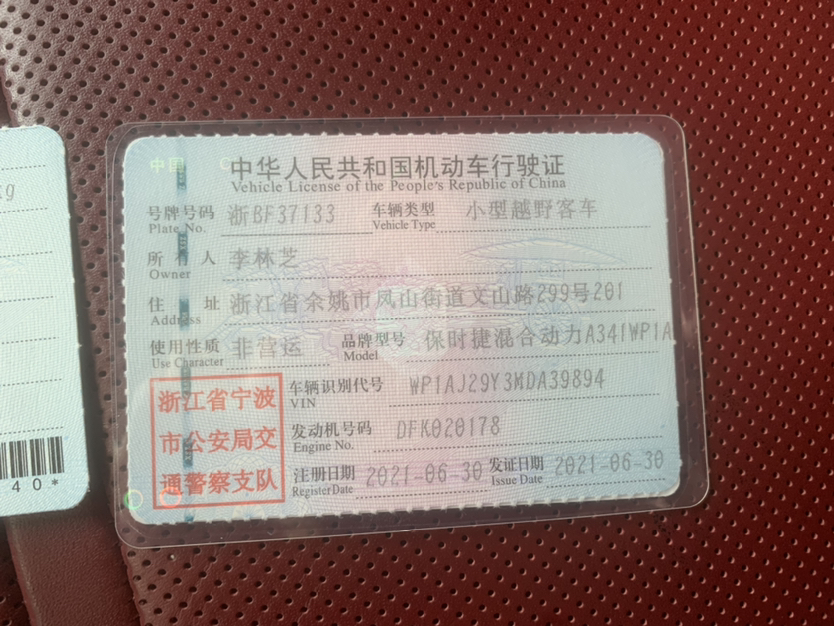 中国
中华人民共和国机动车行驶证
Vehicle License of the People's Republic of China
号牌号码 浙BF37133 车辆类型 小型越野客车
Plate No. Vehicle Type
所有人 李林芝
Owner
住址 浙江省余姚市凤山街道文山路299号201
Address
使用性质 非营运 品牌型号 保时捷混合动力A341WP1A
Use Character Model
浙江省宁波
市公安局交
通警察支队
车辆识别代号 WP1AJ29Y3MDA39894
VIN
发动机号码 DFK020178
Engine No.
注册日期 2021-06-30 发证日期 2021-06-30
Register Date Issue Date
kg
40*